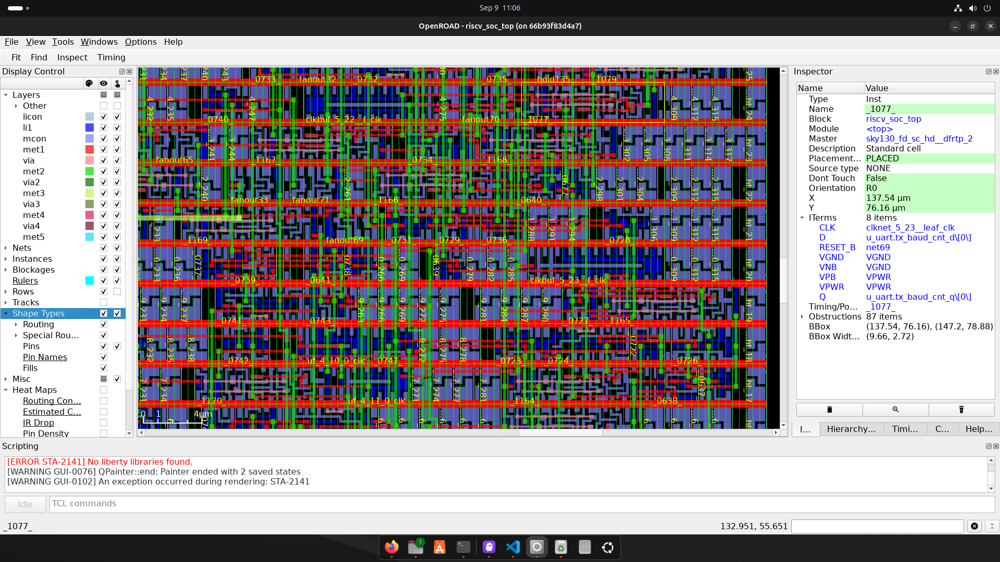 Sep 9 11:06
OpenROAD - riscv_soc_top (on 66b93f83d4a7)
File View Tools Windows Options Help
Fit Find Inspect Timing
Display Control
Layers
Other
licon
li1
mcon
met1
via
met2
via2
met3
via3
met4
via4
met5
Nets
Instances
Blockages
Rulers
Rows
Tracks
Shape Types
Routing
Special Rou...
Pins
Pin Names
Fills
Misc
Heat Maps
Routing Con...
Estimated C...
IR Drop
Pin Density
_0733_ fanout32 _0732_ _0735_ hold135 _1079_
_0740_ clkbuf_5_22__f_clk fanout70 _1077_
fanout65 _1167_ _0734_ _1168_
fanout33 fanout71 _1166_ _0640_
_1169_ fanout69 _0731_ _0729_ _0736_ _0728_
_0739_ _0641_ clkbuf_5_23__f_clk
_0741_ _0743_ _0727_ _1165_
_0742_ ...uf_4_10_0_clk _0747_ _0723_ _0724_ _0726_
_1170_ ...uf_4_11_0_clk _1164_ _0638_
0 1 4μm
Inspector
Name Value
Type Inst
Name _1077_
Block riscv_soc_top
Module <top>
Master sky130_fd_sc_hd__dfrtp_2
Description Standard cell
Placement... PLACED
Source type NONE
Dont Touch False
Orientation R0
X 137.54 μm
Y 76.16 μm
ITerms 8 items
CLK clknet_5_23__leaf_clk
D u_uart.tx_baud_cnt_d\[0\]
RESET_B net69
VGND VGND
VNB VGND
VPB VPWR
VPWR VPWR
Q u_uart.tx_baud_cnt_q\[0\]
Timing/Po... _1077_
Obstructions 87 items
BBox (137.54, 76.16), (147.2, 78.88)
BBox Widt... (9.66, 2.72)
I... Hierarchy... Timi... C... Help...
Scripting
[ERROR STA-2141] No liberty libraries found.
[WARNING GUI-0076] QPainter::end: Painter ended with 2 saved states
[WARNING GUI-0102] An exception occurred during rendering: STA-2141
Idle TCL commands
_1077_ 132.951, 55.651
1
SSD